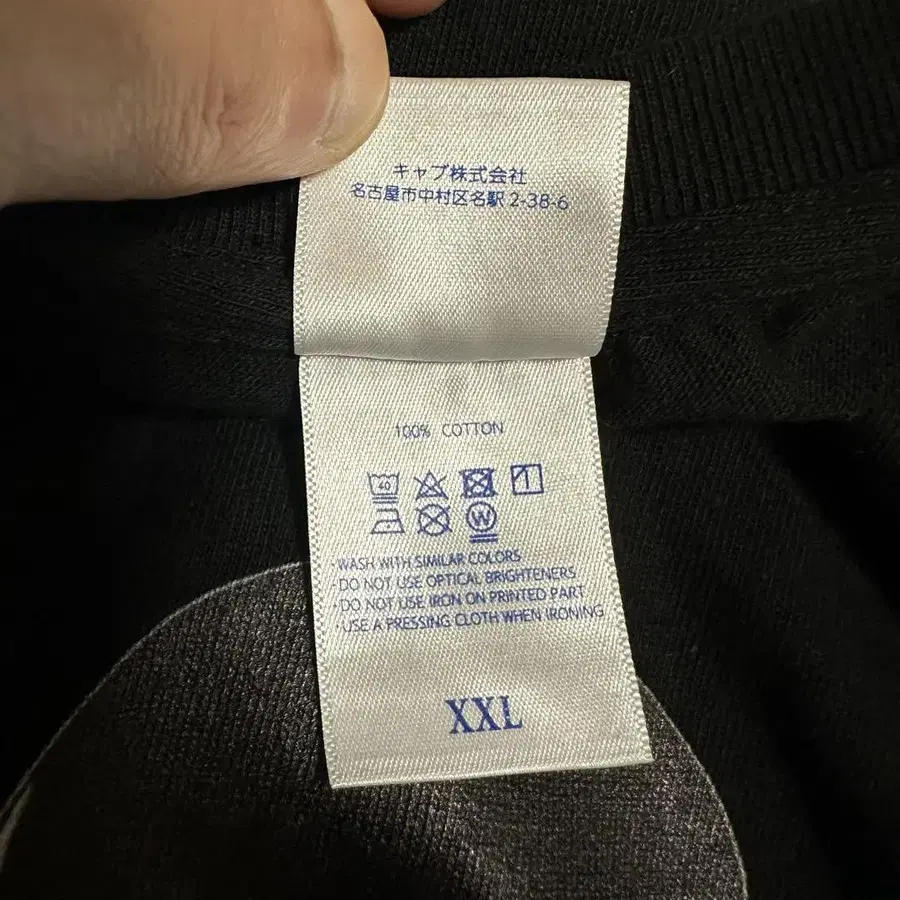 キャブ株式会社
名古屋市中村区名駅 2-38-6
100% COTTON
40
W
・WASH WITH SIMILAR COLORS
・DO NOT USE OPTICAL BRIGHTENERS
・DO NOT USE IRON ON PRINTED PART
・USE A PRESSING CLOTH WHEN IRONING
XXL